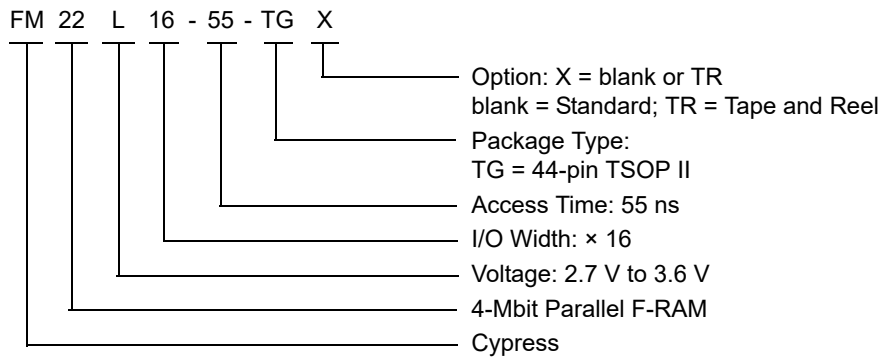 FM 22 L 16 - 55 - TG X
Option: X = blank or TR
blank = Standard; TR = Tape and Reel
Package Type:
TG = 44-pin TSOP II
Access Time: 55 ns
I/O Width: × 16
Voltage: 2.7 V to 3.6 V
4-Mbit Parallel F-RAM
Cypress